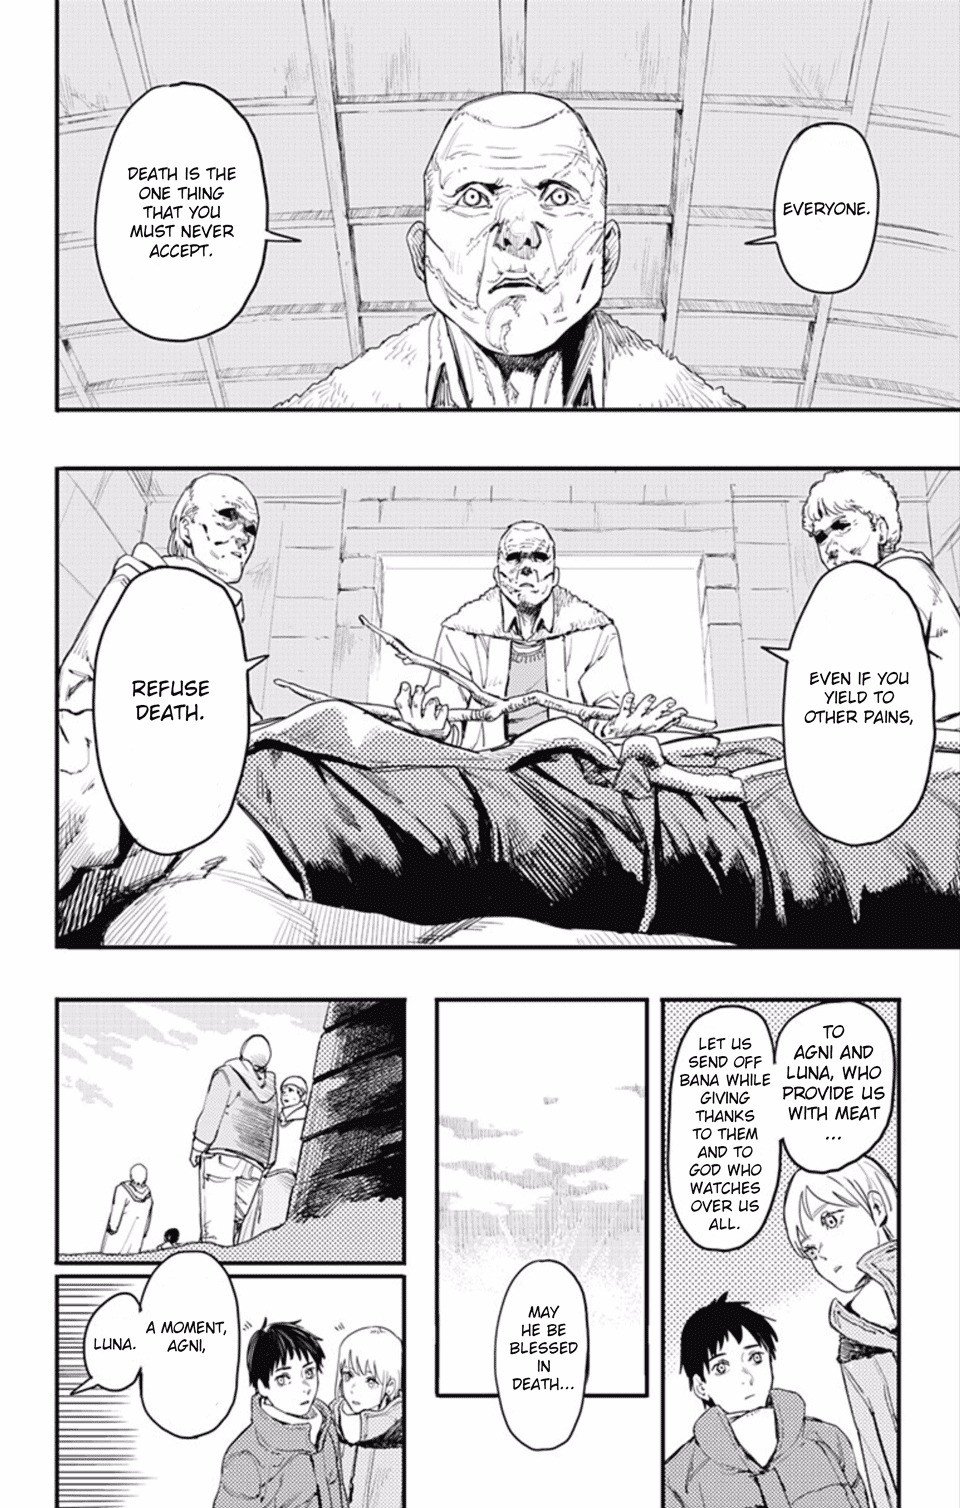 EVERYONE.
DEATH IS THE
ONE THING
THAT YOU
MUST NEVER
ACCEPT.
EVEN IF YOU
YIELD TO
OTHER PAINS,
REFUSE
DEATH.
TO
AGNI AND
LUNA, WHO
PROVIDE US
WITH MEAT
...
LET US
SEND OFF
BANA WHILE
GIVING
THANKS
TO THEM
AND TO
GOD WHO
WATCHES
OVER US
ALL.
MAY
HE BE
BLESSED
IN
DEATH...
A MOMENT,
AGNI,
LUNA.